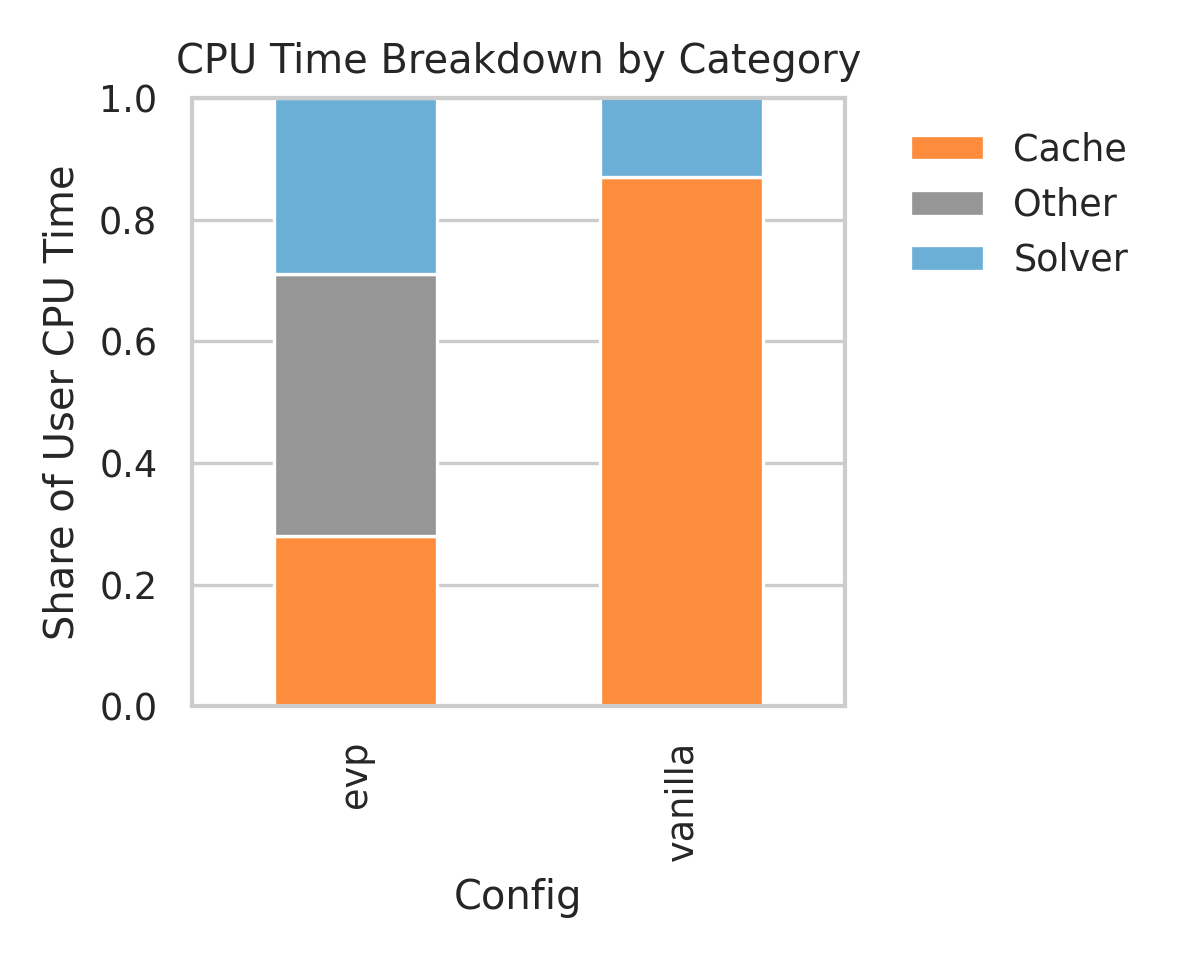 CPU Time Breakdown by Category
Share of User CPU Time
1.0
0.8
0.6
0.4
0.2
0.0
evp
vanilla
Config
Cache
Other
Solver